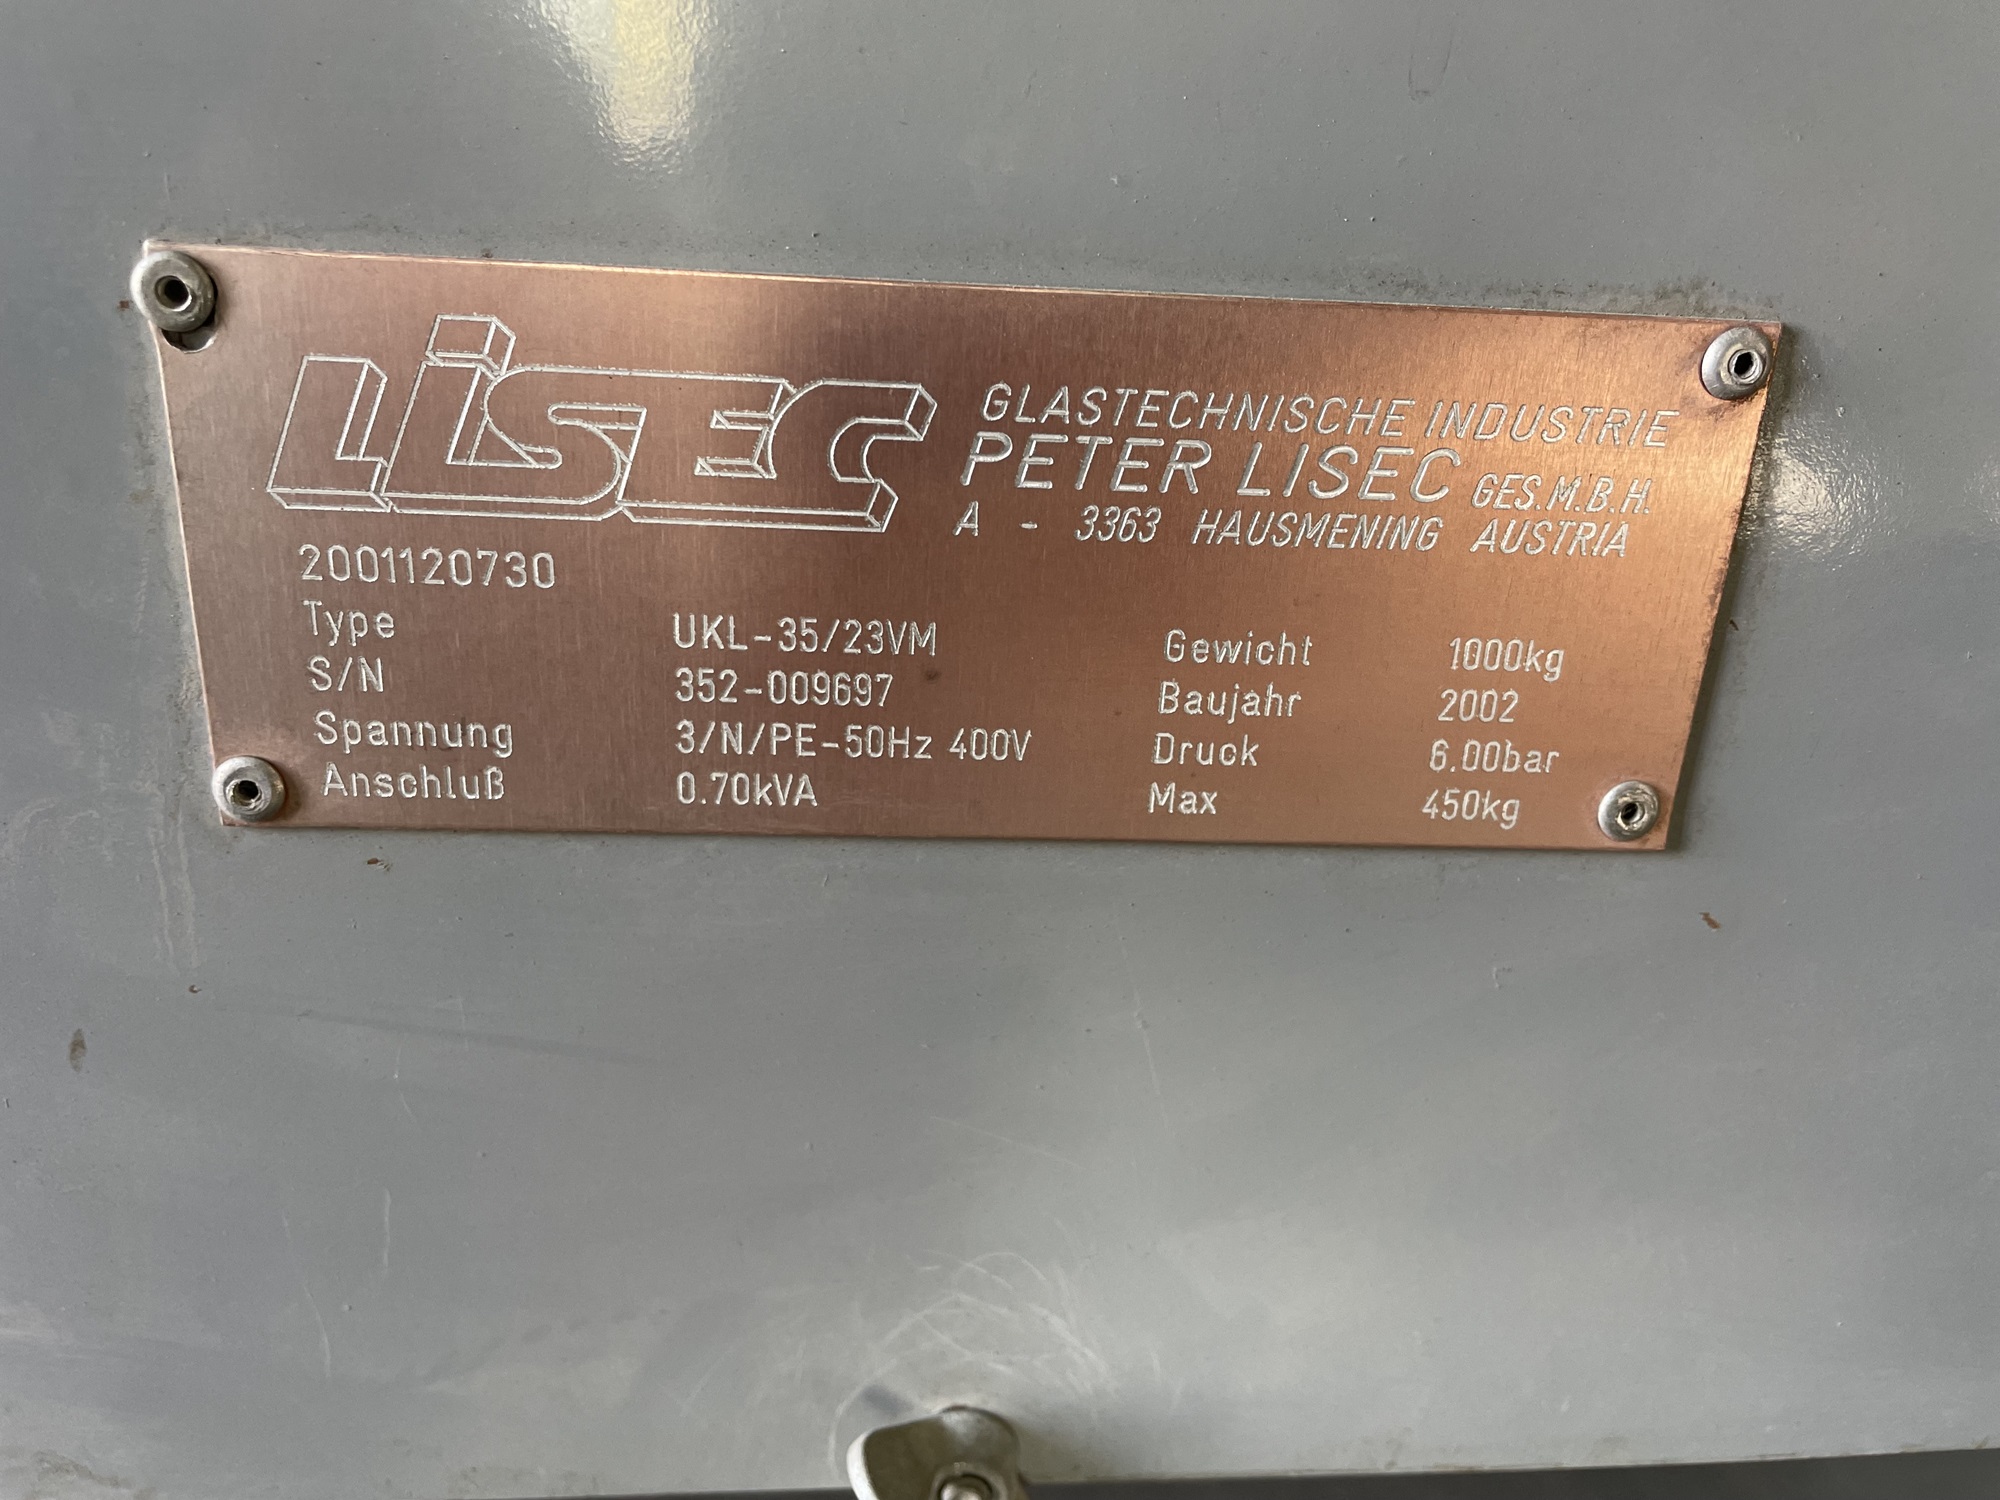 LISEC
GLASTECHNISCHE INDUSTRIE
PETER LISEC GES.M.B.H.
A - 3363 HAUSMENING AUSTRIA
2001120730
Type UKL-35/23VM Gewicht 1000kg
S/N 352-009697 Baujahr 2002
Spannung 3/N/PE-50Hz 400V Druck 6.00bar
Anschluß 0.70kVA Max 450kg